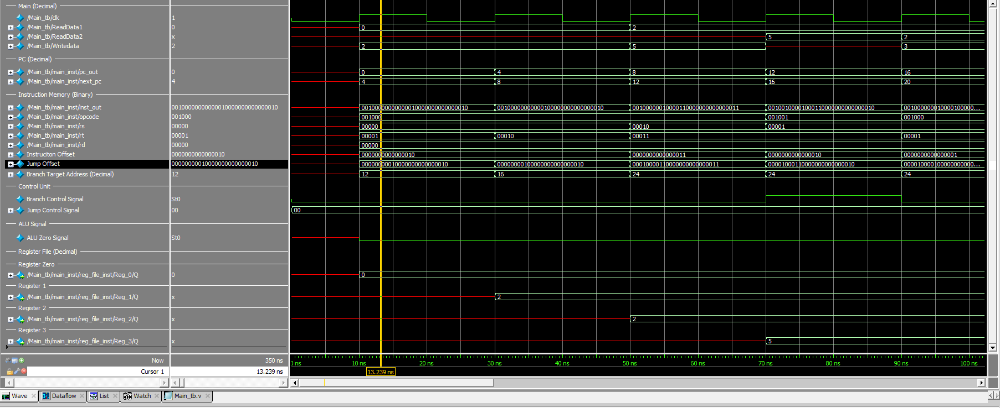 Main (Decimal)
/Main_tb/clk 1
/Main_tb/ReadData1 0 0 2
/Main_tb/ReadData2 x 5 2
/Main_tb/Writedata 2 2 5 3
PC (Decimal)
/Main_tb/main_inst/pc_out 0 0 4 8 12 16
/Main_tb/main_inst/next_pc 4 4 8 12 16 20
Instruction Memory (Binary)
/Main_tb/main_inst/inst_out 00100000000000010000000000000010 00100000000000010000000000000010 00100000000000100000000000000010 00100000010000110000000000000011 00100100001000110000000000000010 001000000010000100000...
/Main_tb/main_inst/opcode 001000 001000 001001 001000
/Main_tb/main_inst/rs 00000 00000 00010 00001
/Main_tb/main_inst/rt 00001 00001 00010 00011 00001
/Main_tb/main_inst/rd 00000 00000
Instruciton Offset 0000000000000010 0000000000000010 0000000000000011 0000000000000010 0000000000000001
Jump Offset 00000000010000000000000010 00000000010000000000000010 00000000100000000000000010 00010000110000000000000011 00001000110000000000000010 000010000100000000000...
Branch Target Address (Decimal) 12 12 16 24 24 24
Control Unit
Branch Control Signal St0
Jump Control Signal 00 00
ALU Signal
ALU Zero Signal St0
Register File (Decimal)
Register Zero
/Main_tb/main_inst/reg_file_inst/Reg_0/Q 0 0
Register 1
/Main_tb/main_inst/reg_file_inst/Reg_1/Q x 2
Register 2
/Main_tb/main_inst/reg_file_inst/Reg_2/Q x 2
Register 3
/Main_tb/main_inst/reg_file_inst/Reg_3/Q x 5
Now 350 ns ns 10 ns 20 ns 30 ns 40 ns 50 ns 60 ns 70 ns 80 ns 90 ns 100 ns
Cursor 1 13.239 ns 13.239 ns
Wave Dataflow List Watch Main_tb.v